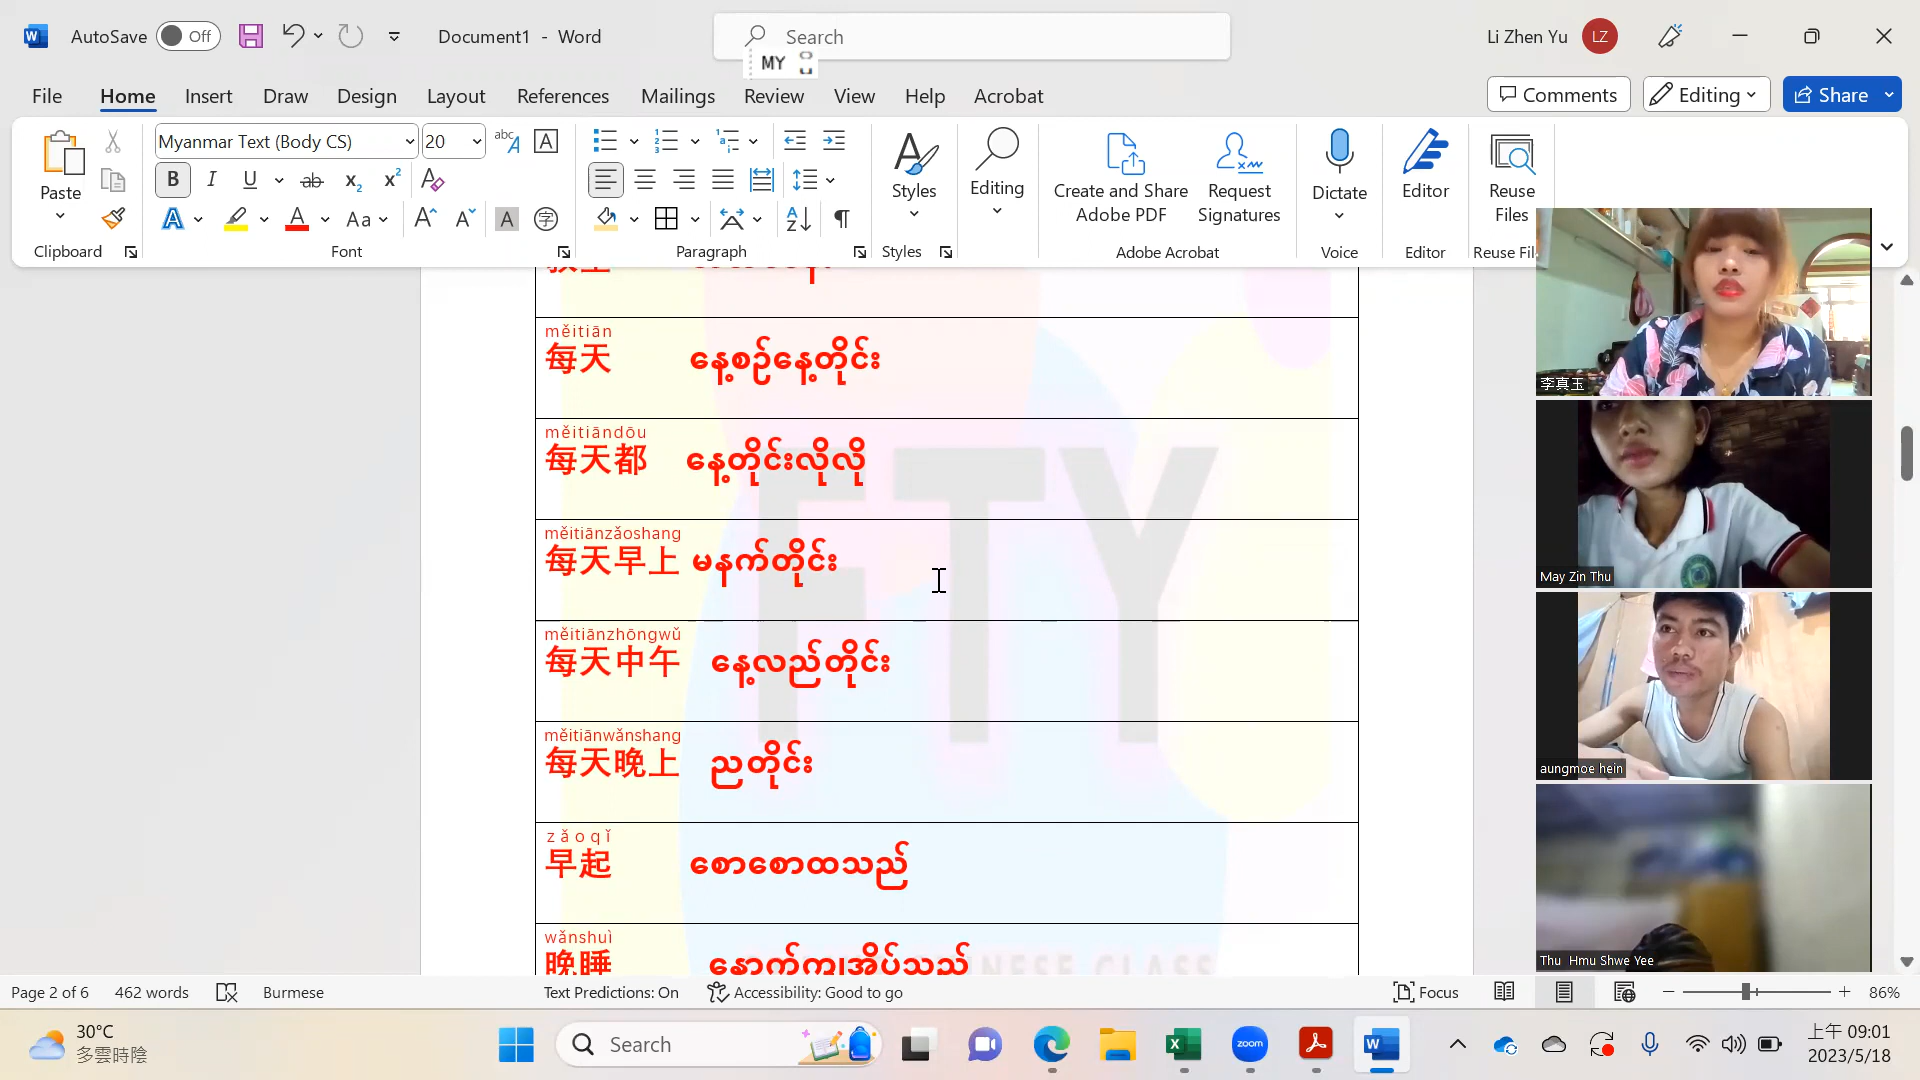 AutoSave Off Document1 - Word Search Li Zhen Yu LZ
MY
File Home Insert Draw Design Layout References Mailings Review View Help Acrobat Comments Editing Share
Paste
Clipboard
Myanmar Text (Body CS) 20
Font
Paragraph
Styles
Styles
Editing
Create and Share
Adobe PDF
Request
Signatures
Adobe Acrobat
Dictate
Voice
Editor
Editor
Reuse
Files
Reuse Fil
měitiān
每天 နေ့စဉ်နေ့တိုင်း
měitiāndōu
每天都 နေ့တိုင်းလိုလို
měitiānzǎoshang
每天早上 မနက်တိုင်း
měitiānzhōngwǔ
每天中午 နေ့လည်တိုင်း
měitiānwǎnshang
每天晚上 ညတိုင်း
zǎoqǐ
早起 စောစောထသည်
wǎnshuì
晚睡 နောက်ကျအိပ်သည်
FTY
CLASS
李真玉
May Zin Thu
aungmoe hein
Thu Hmu Shwe Yee
Page 2 of 6 462 words Burmese Text Predictions: On Accessibility: Good to go Focus 86%
30°C
多雲時陰
Search
zoom
上午 09:01
2023/5/18